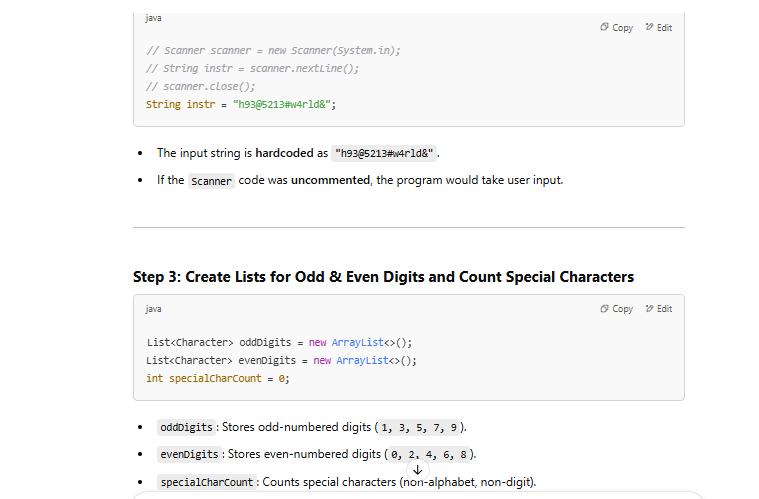 java
Copy Edit
// Scanner scanner = new Scanner(System.in);
// String instr = scanner.nextLine();
// scanner.close();
String instr = "h93@5213#w4rld&";
• The input string is hardcoded as "h93@5213#w4rld&".
• If the Scanner code was uncommented, the program would take user input.
Step 3: Create Lists for Odd & Even Digits and Count Special Characters
java
Copy Edit
List<Character> oddDigits = new ArrayList<>();
List<Character> evenDigits = new ArrayList<>();
int specialCharCount = 0;
• oddDigits: Stores odd-numbered digits (1, 3, 5, 7, 9).
• evenDigits: Stores even-numbered digits (0, 2, 4, 6, 8).
• specialCharCount: Counts special characters (non-alphabet, non-digit).